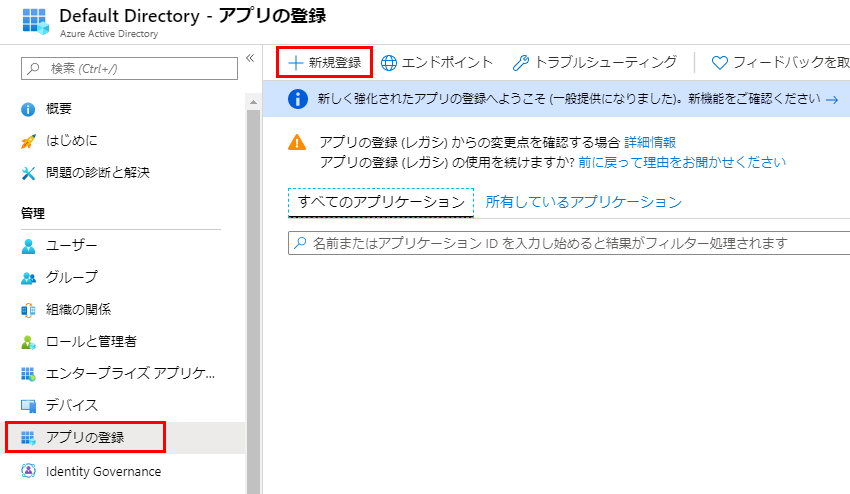 Default Directory - アプリの登録
Azure Active Directory
検索 (Ctrl+/)
«
概要
はじめに
問題の診断と解決
管理
ユーザー
グループ
組織の関係
ロールと管理者
エンタープライズ アプリケ...
デバイス
アプリの登録
Identity Governance
+ 新規登録 エンドポイント トラブルシューティング フィードバックを取
新しく強化されたアプリの登録へようこそ (一般提供になりました)。新機能をご確認ください →
アプリの登録 (レガシ) からの変更点を確認する場合 詳細情報
アプリの登録 (レガシ) の使用を続けますか? 前に戻って理由をお聞かせください
すべてのアプリケーション 所有しているアプリケーション
名前またはアプリケーション ID を入力し始めると結果がフィルター処理されます